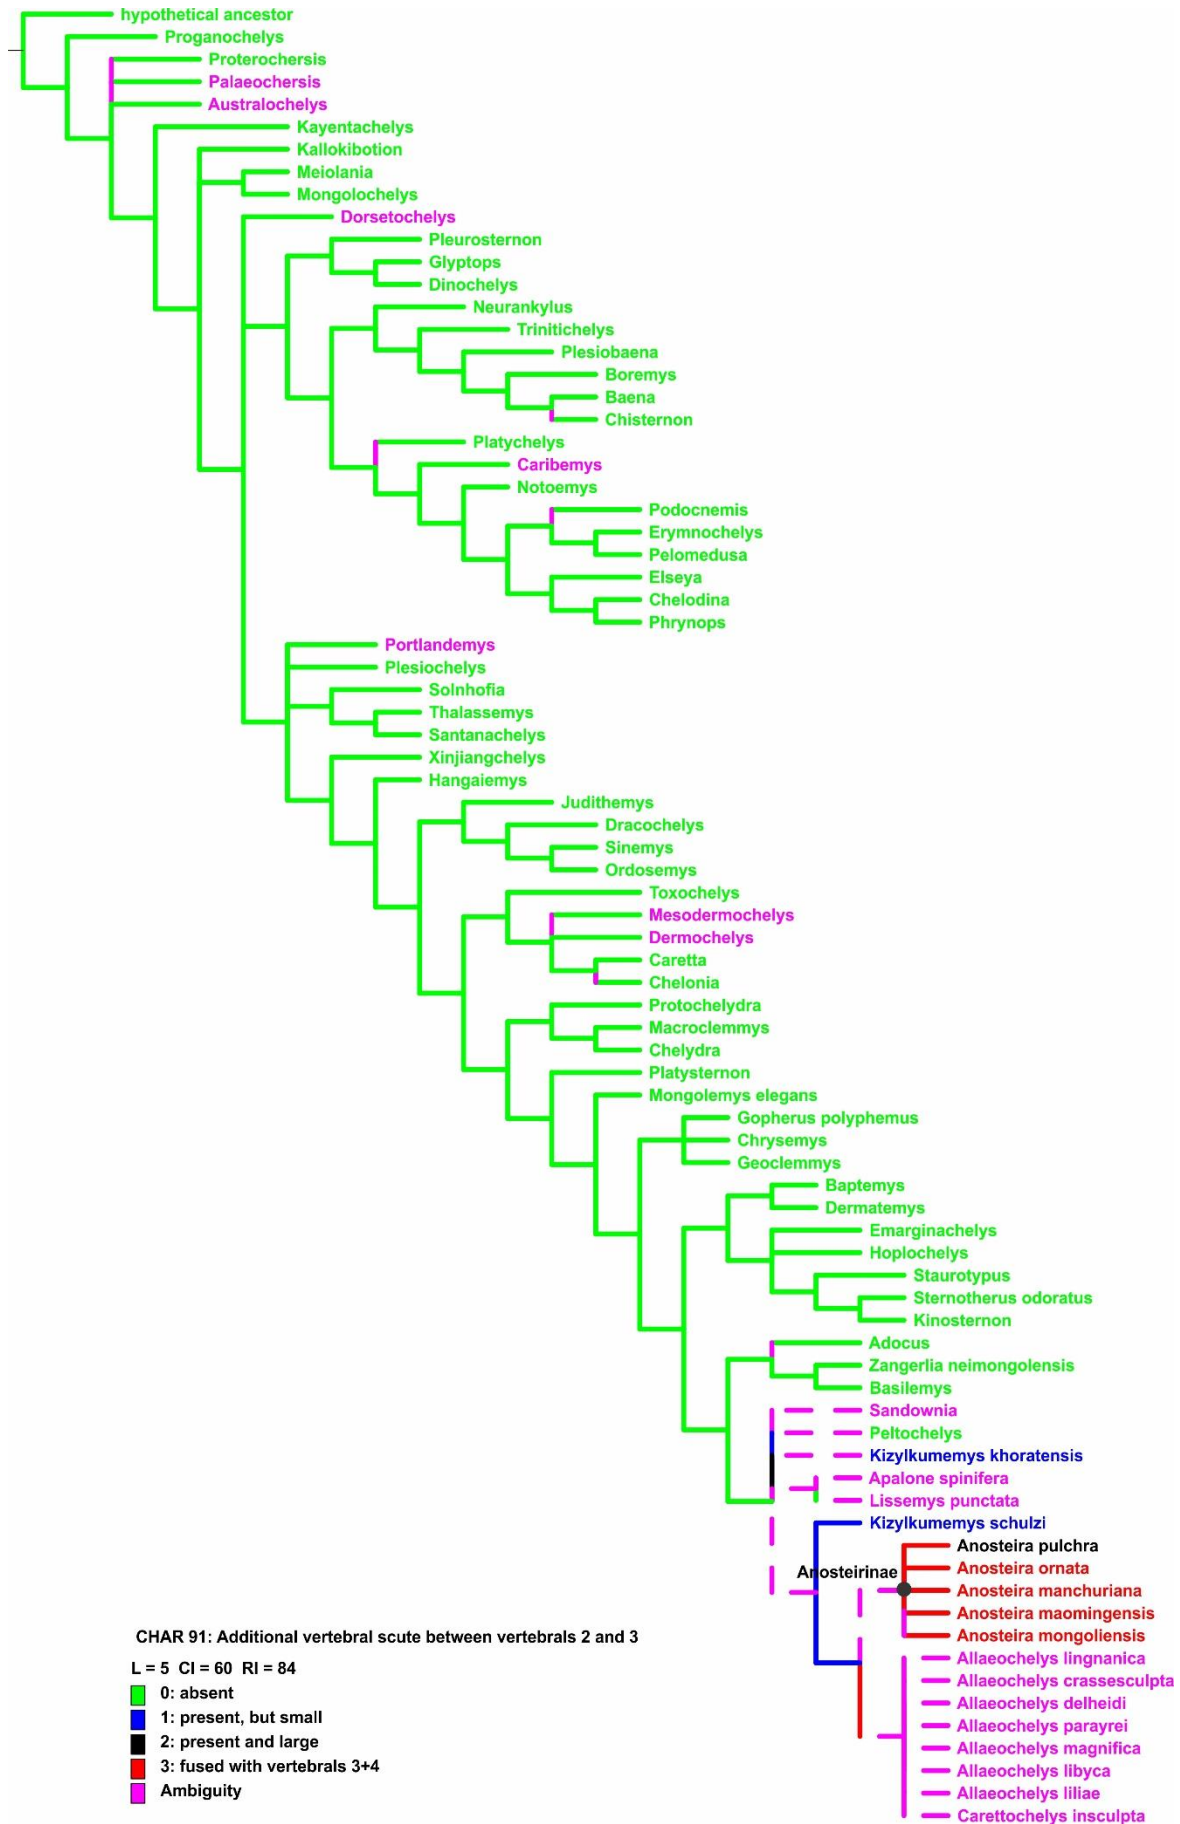 hypothetical ancestor
Proganochelys
Proterochersis
Palaeochersis
Australochelys
Kayentachelys
Kallokibotion
Meiolania
Mongolochelys
Dorsetochelys
Pleurosternon
Glyptops
Dinochelys
Neurankylus
Trinitichelys
Plesiobaena
Boremys
Baena
Chisternon
Platychelys
Caribemys
Notoemys
Podocnemis
Erymnochelys
Pelomedusa
Elseya
Chelodina
Phrynops
Portlandemys
Plesiochelys
Solnhofia
Thalassemys
Santanachelys
Xinjiangchelys
Hangaiemys
Judithemys
Dracochelys
Sinemys
Ordosemys
Toxochelys
Mesodermochelys
Dermochelys
Caretta
Chelonia
Protochelydra
Macroclemmys
Chelydra
Platysternon
Mongolemys elegans
Gopherus polyphemus
Chrysemys
Geoclemmys
Baptemys
Dermatemys
Emarginachelys
Hoplochelys
Staurotypus
Sternotherus odoratus
Kinosternon
Adocus
Zangerlia neimongolensis
Basilemys
Sandownia
Peltochelys
Kizylkumemys khoratensis
Apalone spinifera
Lissemys punctata
Kizylkumemys schulzi
Anosteira pulchra
Anosteira ornata
Anosteirinae
Anosteira manchuriana
Anosteira maomingensis
Anosteira mongoliensis
Allaeochelys lingnanica
Allaeochelys crassesculpta
Allaeochelys delheidi
Allaeochelys parayrei
Allaeochelys magnifica
Allaeochelys libyca
Allaeochelys liliae
Carettochelys insculpta
CHAR 91: Additional vertebral scute between vertebrals 2 and 3
L = 5 CI = 60 RI = 84
0: absent
1: present, but small
2: present and large
3: fused with vertebrals 3+4
Ambiguity